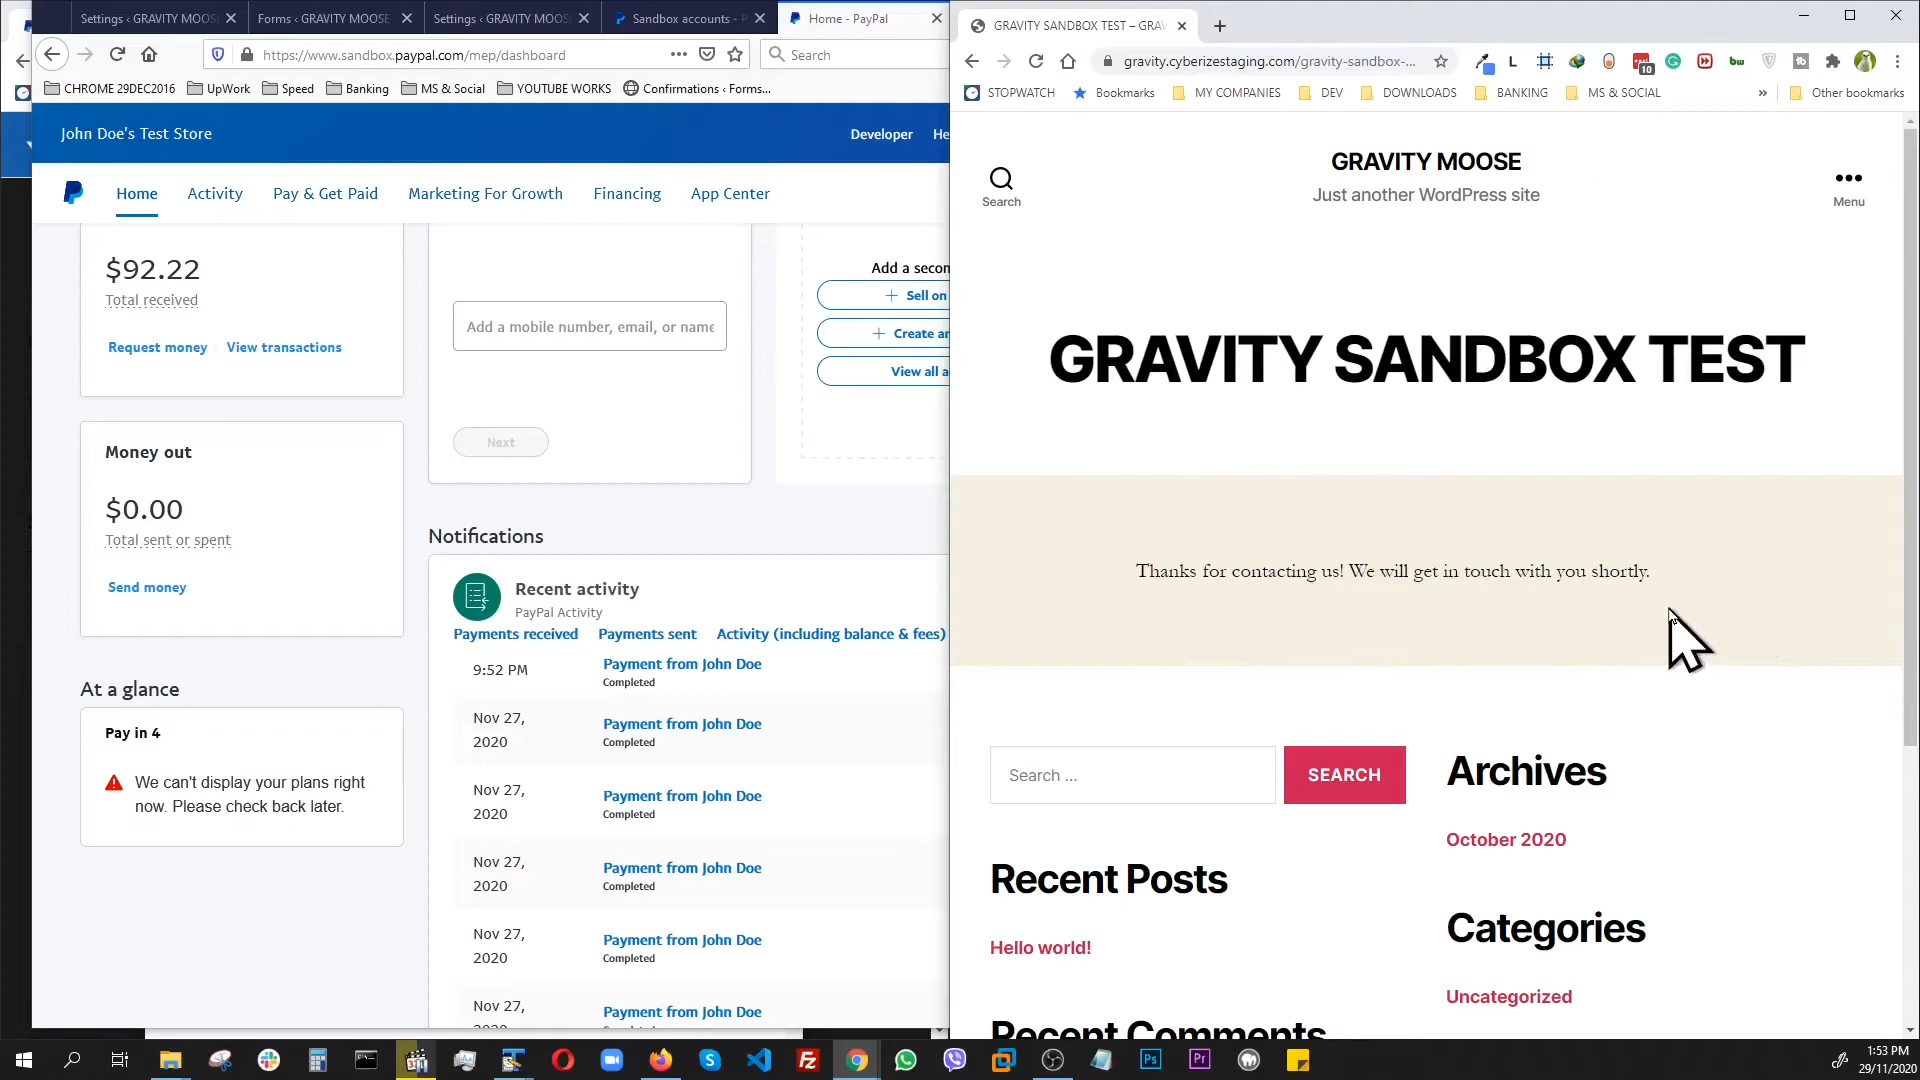 Settings ‹ GRAVITY MOOS
Forms ‹ GRAVITY MOOSE
Settings ‹ GRAVITY MOOS
Sandbox accounts - P
Home - PayPal
https://www.sandbox.paypal.com/mep/dashboard
Search
CHROME 29DEC2016
UpWork
Speed
Banking
MS & Social
YOUTUBE WORKS
Confirmations ‹ Forms...
John Doe's Test Store
Developer
He
Home
Activity
Pay & Get Paid
Marketing For Growth
Financing
App Center
$92.22
Total received
Request money
View transactions
Add a mobile number, email, or name
Next
Add a secon
Sell on
Create an
View all a
Money out
$0.00
Total sent or spent
Send money
At a glance
Pay in 4
We can't display your plans right
now. Please check back later.
Notifications
Recent activity
PayPal Activity
Payments received
Payments sent
Activity (including balance & fees)
9:52 PM
Payment from John Doe
Completed
Nov 27,
2020
Payment from John Doe
Completed
Nov 27,
2020
Payment from John Doe
Completed
Nov 27,
2020
Payment from John Doe
Completed
Nov 27,
2020
Payment from John Doe
Completed
Nov 27,
2020
Payment from John Doe
GRAVITY SANDBOX TEST – GRAV
gravity.cyberizestaging.com/gravity-sandbox-...
L
10
bw
STOPWATCH
Bookmarks
MY COMPANIES
DEV
DOWNLOADS
BANKING
MS & SOCIAL
»
Other bookmarks
Search
GRAVITY MOOSE
Just another WordPress site
Menu
GRAVITY SANDBOX TEST
Thanks for contacting us! We will get in touch with you shortly.
Search ...
SEARCH
Archives
October 2020
Recent Posts
Hello world!
Categories
Uncategorized
Recent Comments
Ps
Pr
1:53 PM
29/11/2020